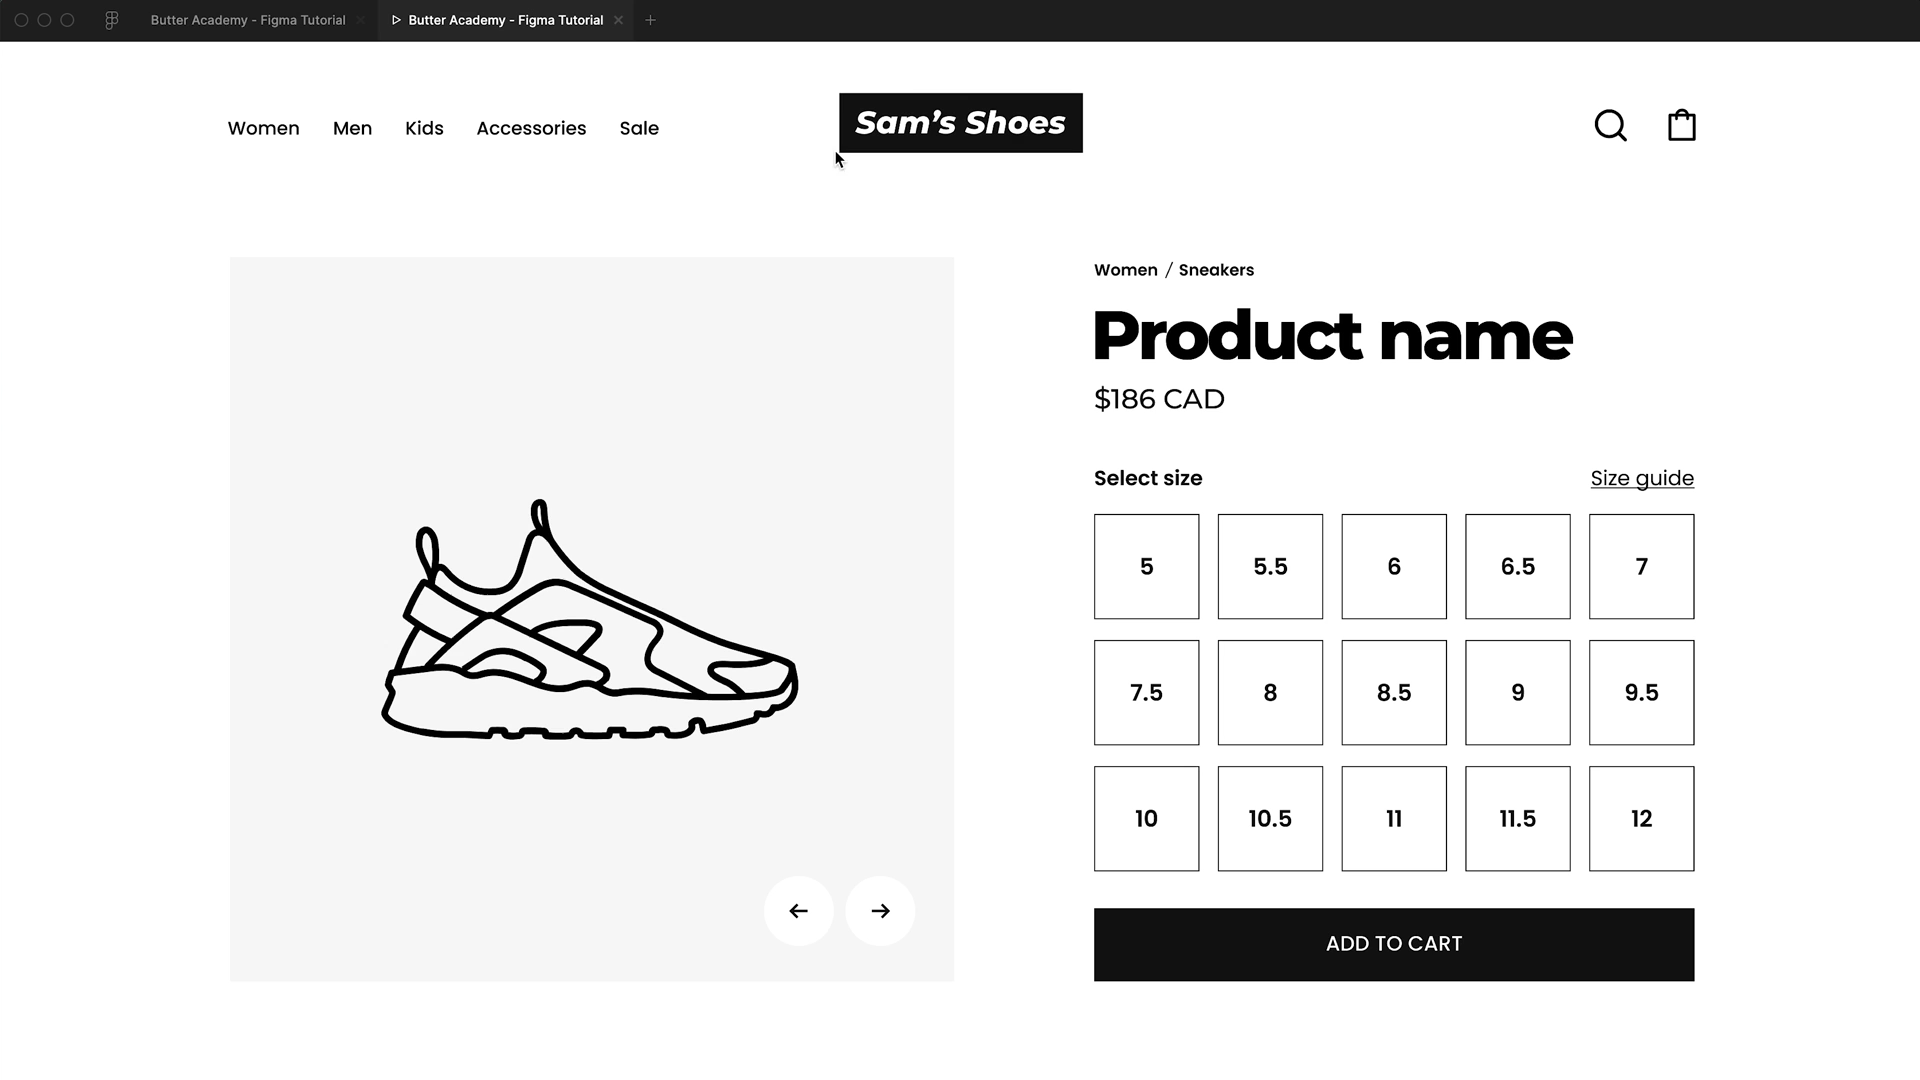 Butter Academy - Figma Tutorial
Butter Academy - Figma Tutorial
Women Men Kids Accessories Sale
Sam's Shoes
Women / Sneakers
Product name
$186 CAD
Select size Size guide
5 5.5 6 6.5 7
7.5 8 8.5 9 9.5
10 10.5 11 11.5 12
ADD TO CART